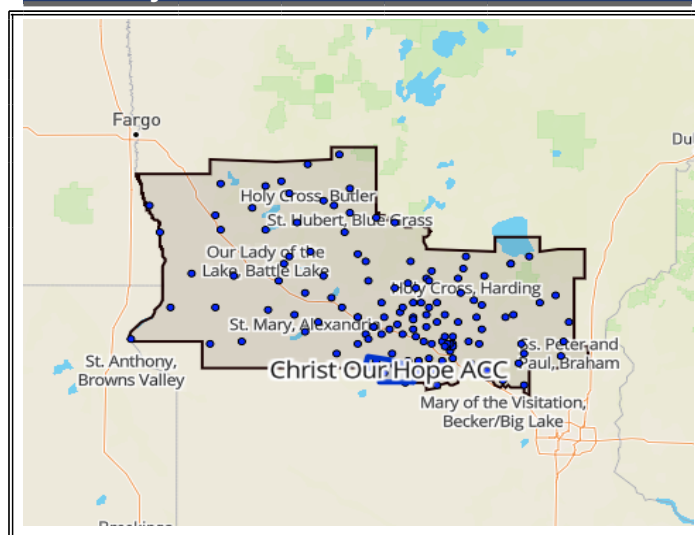 Fargo
Du
Holy Cross, Butler
St. Hubert, Blue Grass
Our Lady of the
Lake, Battle Lake
Holy Cross, Harding
St. Mary, Alexandria
Ss. Peter and
Paul, Braham
St. Anthony,
Browns Valley
Christ Our Hope ACC
Mary of the Visitation,
Becker/Big Lake